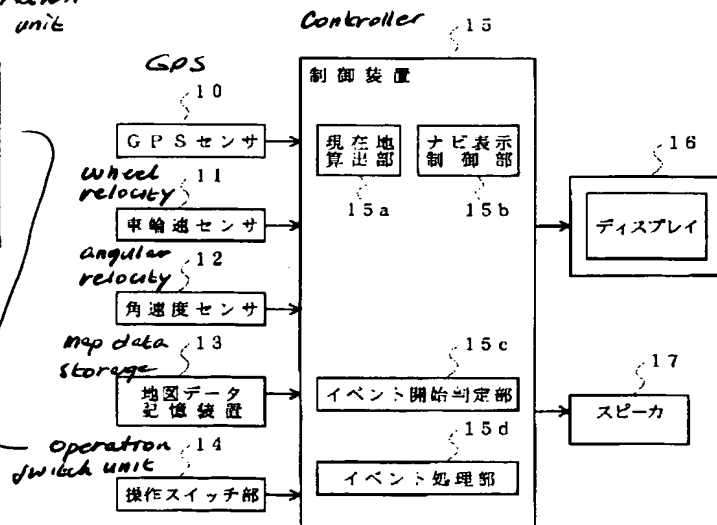 unit
Controller
15
制御装置
GPS
10
GPSセンサ
現在地
算出部
15a
ナビ表示
制御部
15b
16
ディスプレイ
wheel
relocity
11
車輪速センサ
angular
relocity
12
角速度センサ
map data
storage
13
地図データ
記憶装置
15c
イベント開始判定部
17
スピーカ
operation
switch unit
14
操作スイッチ部
15d
イベント処理部